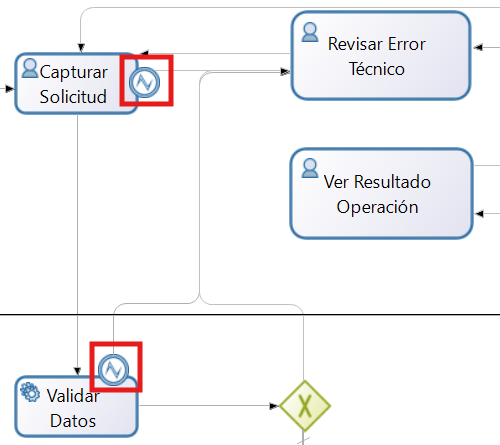 Revisar Error
Técnico
Capturar
Solicitud
Ver Resultado
Operación
Validar
Datos